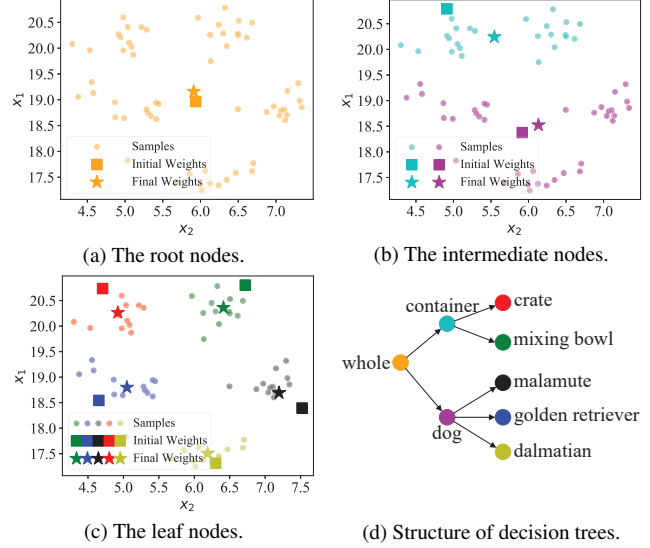 20.5
20.0
19.5
19.0
18.5
18.0
17.5
x1
Samples
Initial Weights
Final Weights
4.5 5.0 5.5 6.0 6.5 7.0
x2
(a) The root nodes.
20.5
20.0
19.5
19.0
18.5
18.0
17.5
x1
Samples
Initial Weights
Final Weights
4.5 5.0 5.5 6.0 6.5 7.0
x2
(b) The intermediate nodes.
20.5
20.0
19.5
19.0
18.5
18.0
17.5
x1
Samples
Initial Weights
Final Weights
4.5 5.0 5.5 6.0 6.5 7.0 7.5
x2
(c) The leaf nodes.
whole
container
dog
crate
mixing bowl
malamute
golden retriever
dalmatian
(d) Structure of decision trees.